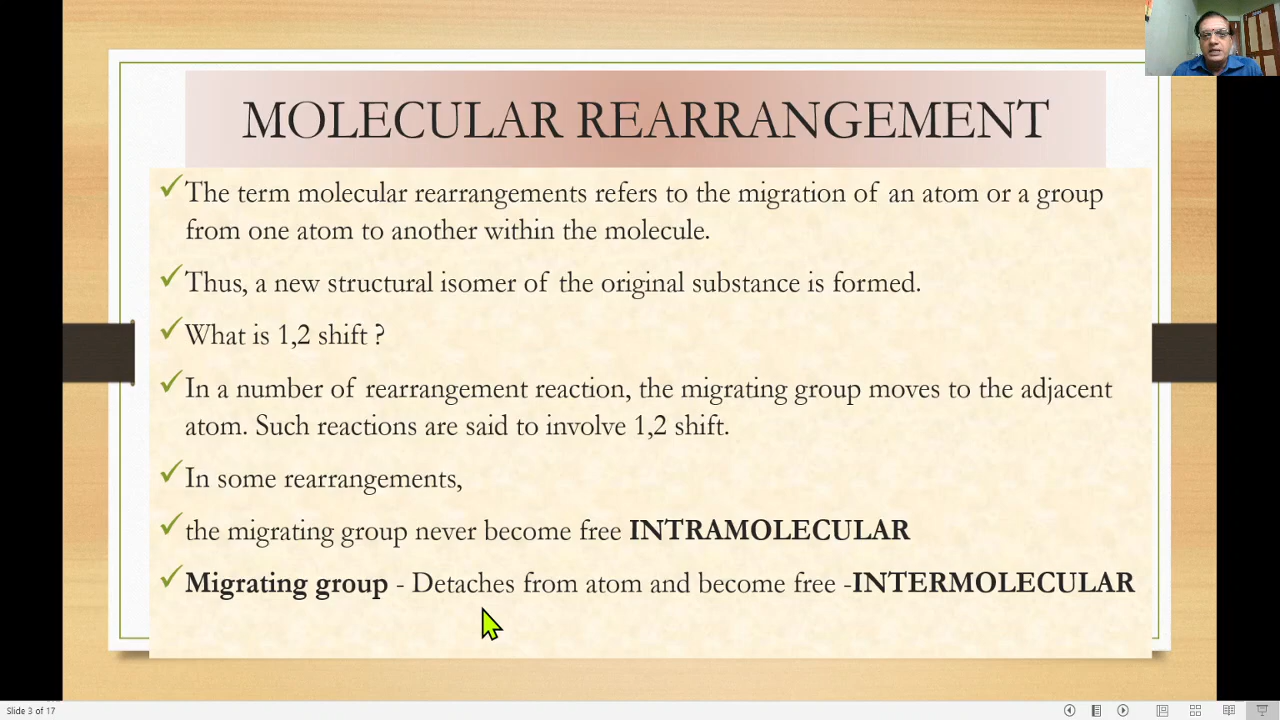 MOLECULAR REARRANGEMENT
The term molecular rearrangements refers to the migration of an atom or a group
from one atom to another within the molecule.
Thus, a new structural isomer of the original substance is formed.
What is 1,2 shift ?
In a number of rearrangement reaction, the migrating group moves to the adjacent
atom. Such reactions are said to involve 1,2 shift.
In some rearrangements,
the migrating group never become free INTRAMOLECULAR
Migrating group - Detaches from atom and become free -INTERMOLECULAR
Slide 3 of 17